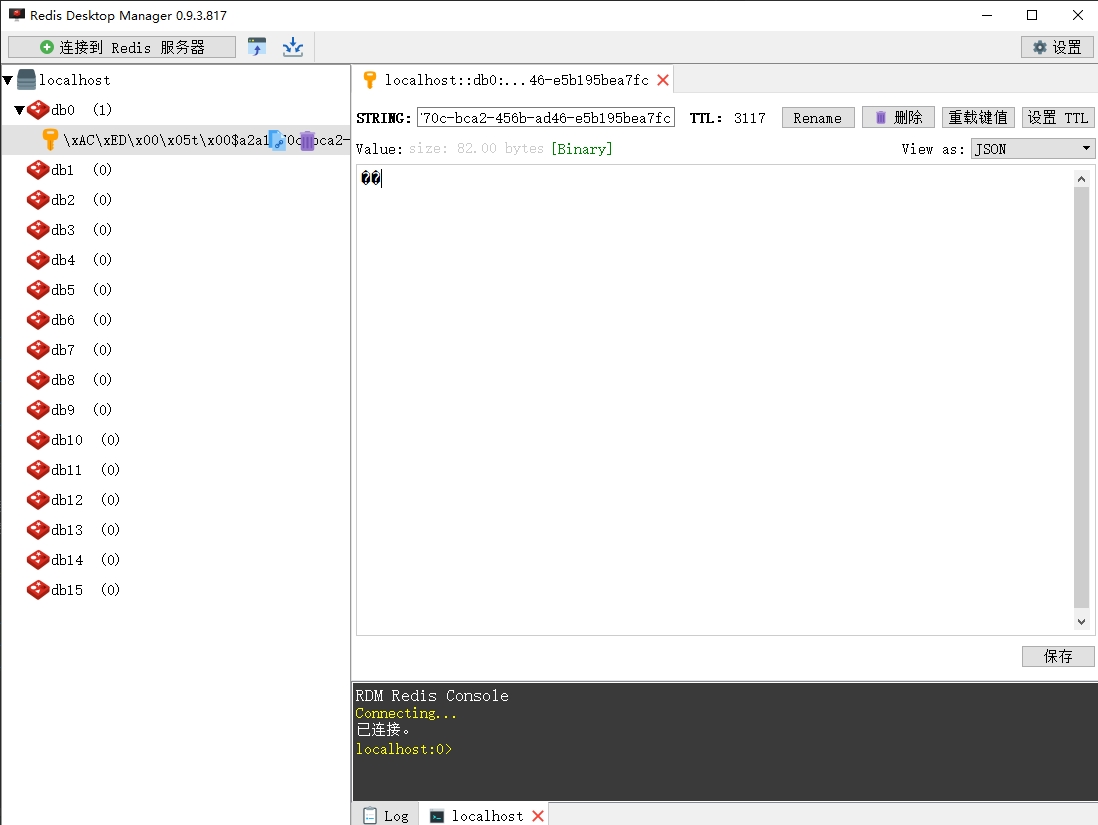 Redis Desktop Manager 0.9.3.817
连接到 Redis 服务器
设置
localhost
db0 (1)
\xAC\xED\x00\x05t\x00$a2a1 70c bca2-
db1 (0)
db2 (0)
db3 (0)
db4 (0)
db5 (0)
db6 (0)
db7 (0)
db8 (0)
db9 (0)
db10 (0)
db11 (0)
db12 (0)
db13 (0)
db14 (0)
db15 (0)
localhost::db0:...46-e5b195bea7fc
STRING: 70c-bca2-456b-ad46-e5b195bea7fc TTL: 3117 Rename 删除 重载键值 设置 TTL
Value: size: 82.00 bytes [Binary] View as: JSON
��
保存
RDM Redis Console
Connecting...
已连接。
localhost:0>
Log localhost